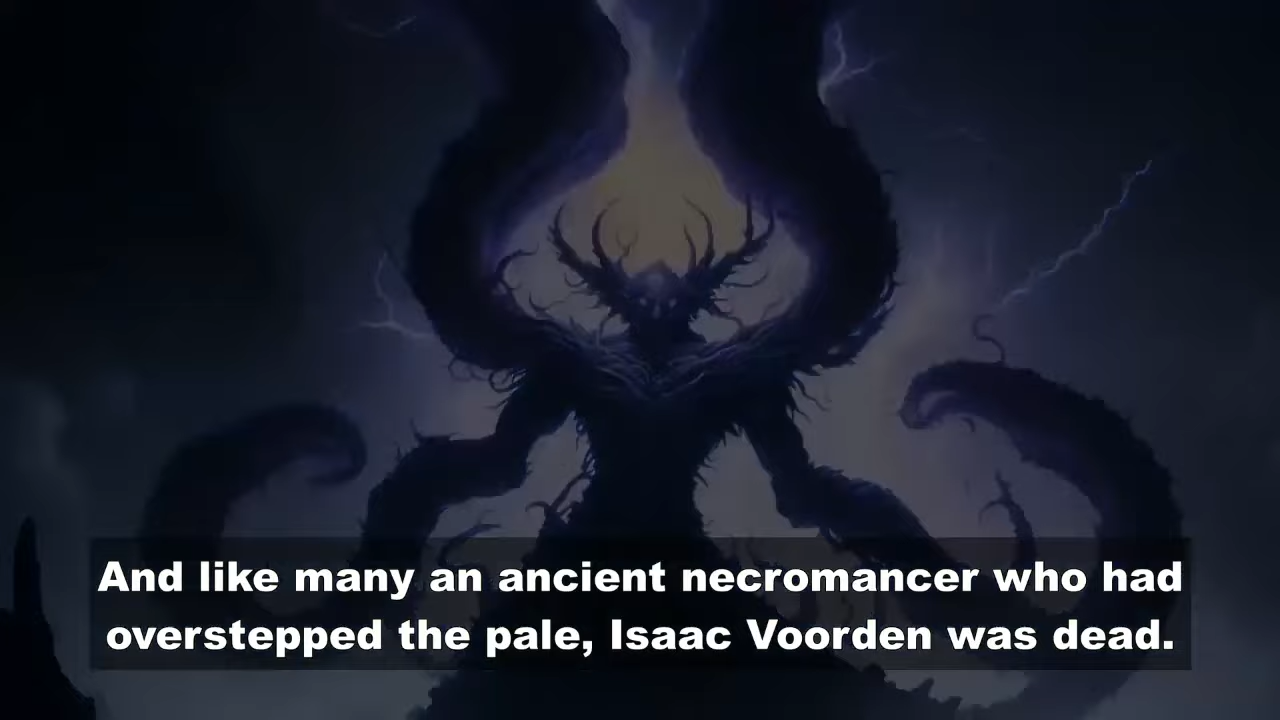 And like many an ancient necromancer who had
overstepped the pale, Isaac Voorden was dead.